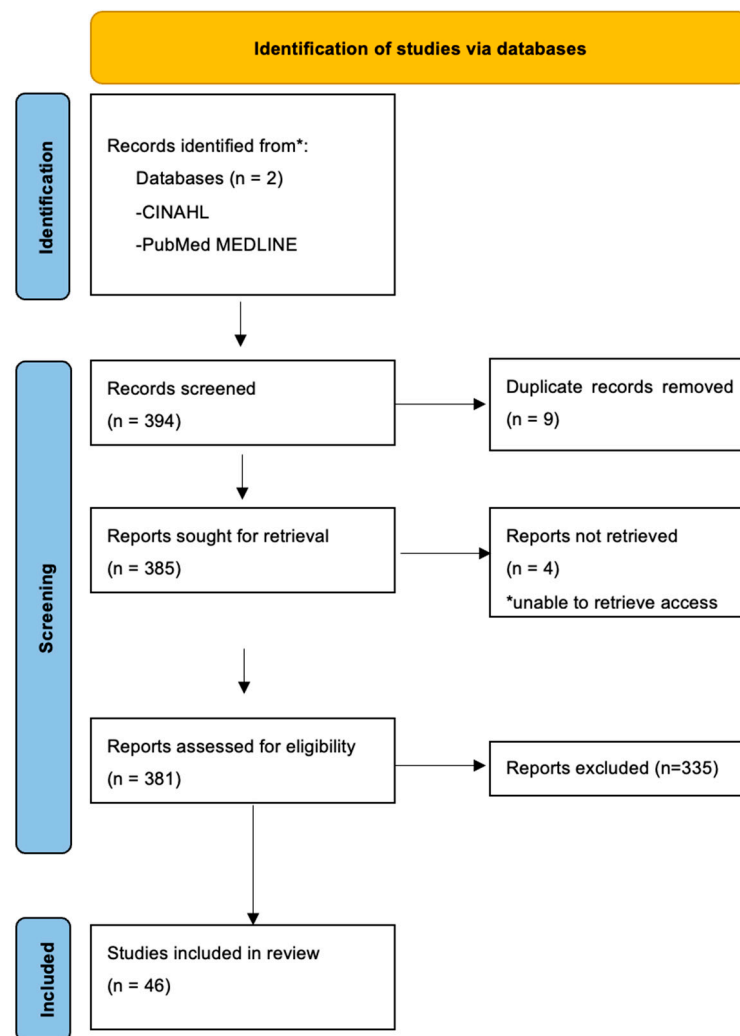 Identification of studies via databases
Identification
Records identified from*:
Databases (n = 2)
-CINAHL
-PubMed MEDLINE
Screening
Records screened
(n = 394)
Duplicate records removed
(n = 9)
Reports sought for retrieval
(n = 385)
Reports not retrieved
(n = 4)
*unable to retrieve access
Reports assessed for eligibility
(n = 381)
Reports excluded (n=335)
Included
Studies included in review
(n = 46)